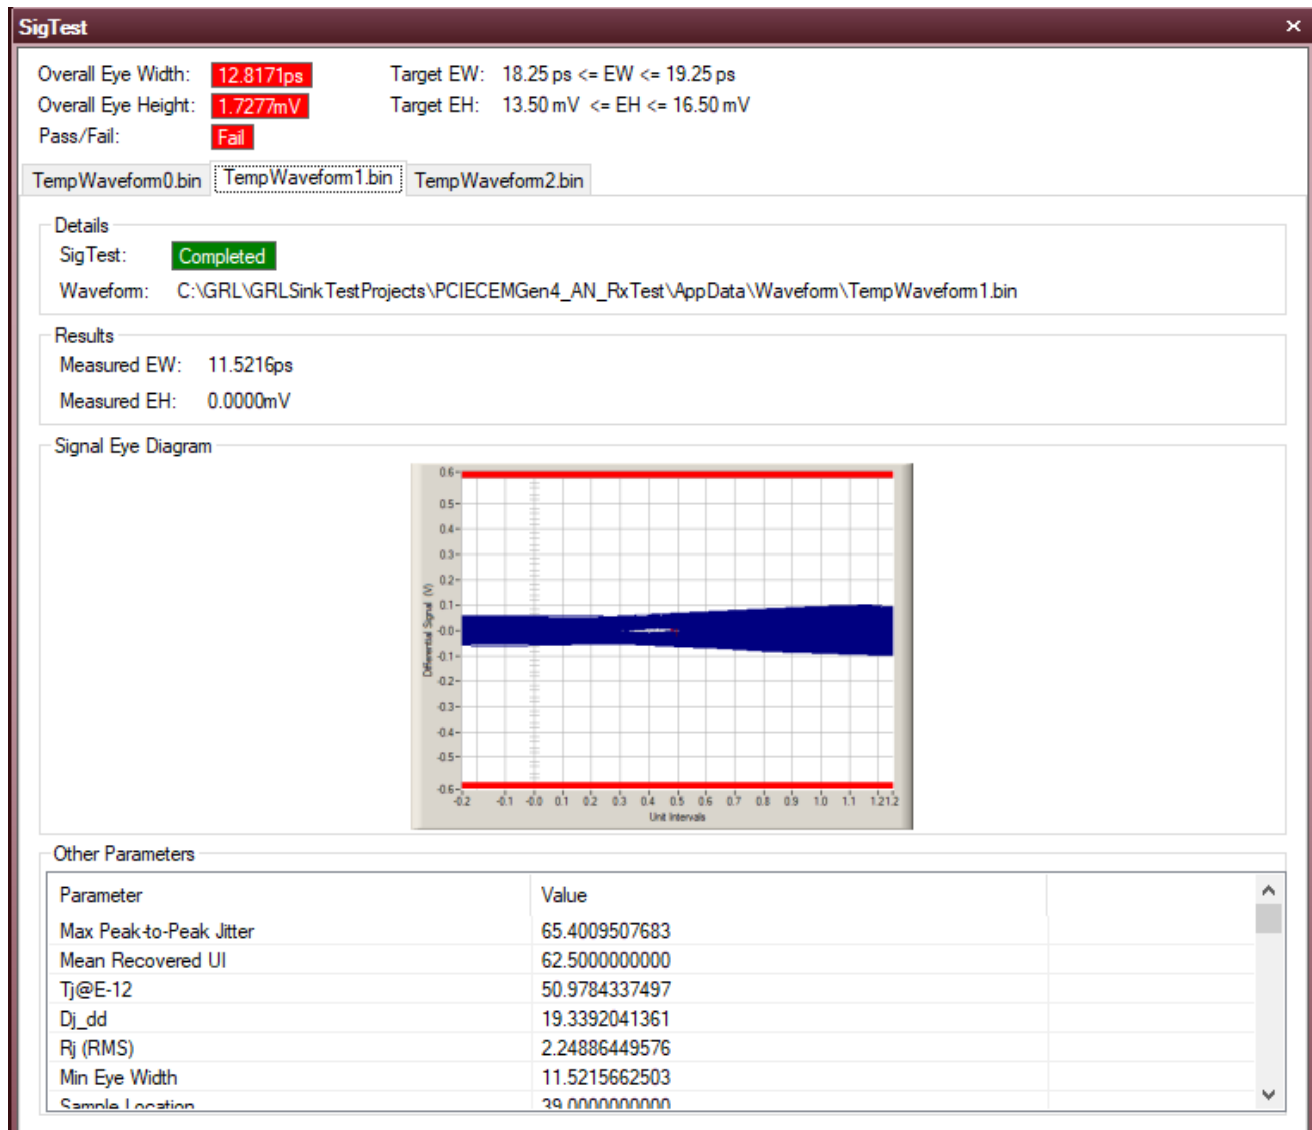 SigTest
Overall Eye Width: 12.8171ps Target EW: 18.25 ps <= EW <= 19.25 ps
Overall Eye Height: 1.7277mV Target EH: 13.50 mV <= EH <= 16.50 mV
Pass/Fail: Fail
TempWaveform0.bin TempWaveform1.bin TempWaveform2.bin
Details
SigTest: Completed
Waveform: C:\GRL\GRLSinkTestProjects\PCIECEMGen4_AN_RxTest\AppData\Waveform\TempWaveform1.bin
Results
Measured EW: 11.5216ps
Measured EH: 0.0000mV
Signal Eye Diagram
0.6-
0.5-
0.4-
0.3-
0.2-
0.1-
-0.0-
-0.1-
-0.2-
-0.3-
-0.4-
-0.5-
-0.6-
Differential Signal (V)
-0.2 -0.1 -0.0 0.1 0.2 0.3 0.4 0.5 0.6 0.7 0.8 0.9 1.0 1.1 1.21.2
Unit Intervals
Other Parameters
Parameter Value
Max Peak-to-Peak Jitter 65.4009507683
Mean Recovered UI 62.5000000000
Tj@E-12 50.9784337497
Dj_dd 19.3392041361
Rj (RMS) 2.24886449576
Min Eye Width 11.5215662503
Sample Location 39.0000000000